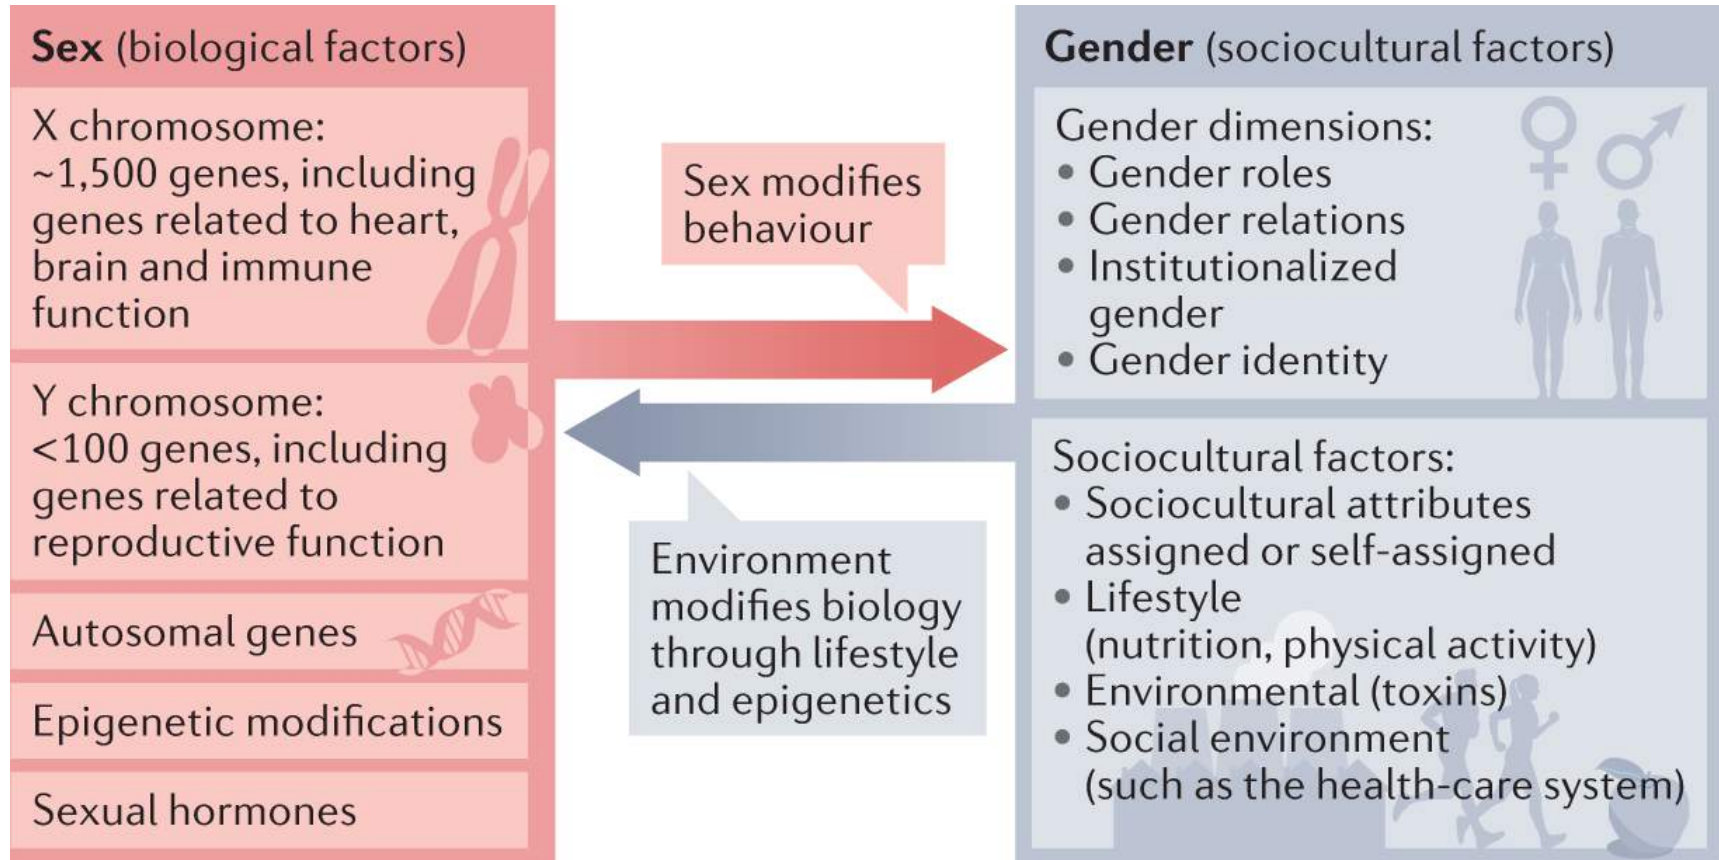 Sex (biological factors)
X chromosome:
~1,500 genes, including
genes related to heart,
brain and immune
function
Y chromosome:
<100 genes, including
genes related to
reproductive function
Autosomal genes
Epigenetic modifications
Sexual hormones
Sex modifies
behaviour
Environment
modifies biology
through lifestyle
and epigenetics
Gender (sociocultural factors)
Gender dimensions:
• Gender roles
• Gender relations
• Institutionalized
gender
• Gender identity
Sociocultural factors:
• Sociocultural attributes
assigned or self-assigned
• Lifestyle
(nutrition, physical activity)
• Environmental (toxins)
• Social environment
(such as the health-care system)